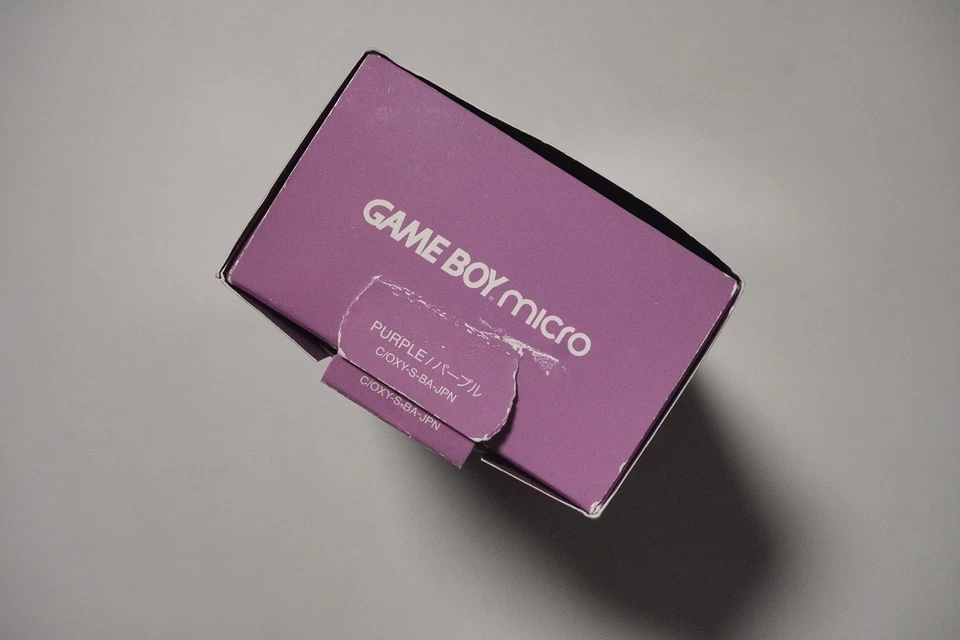 GAME BOY micro
PURPLE / パープル
C/OXY-S-BA-JPN
C/OXY-S-BA-JPN